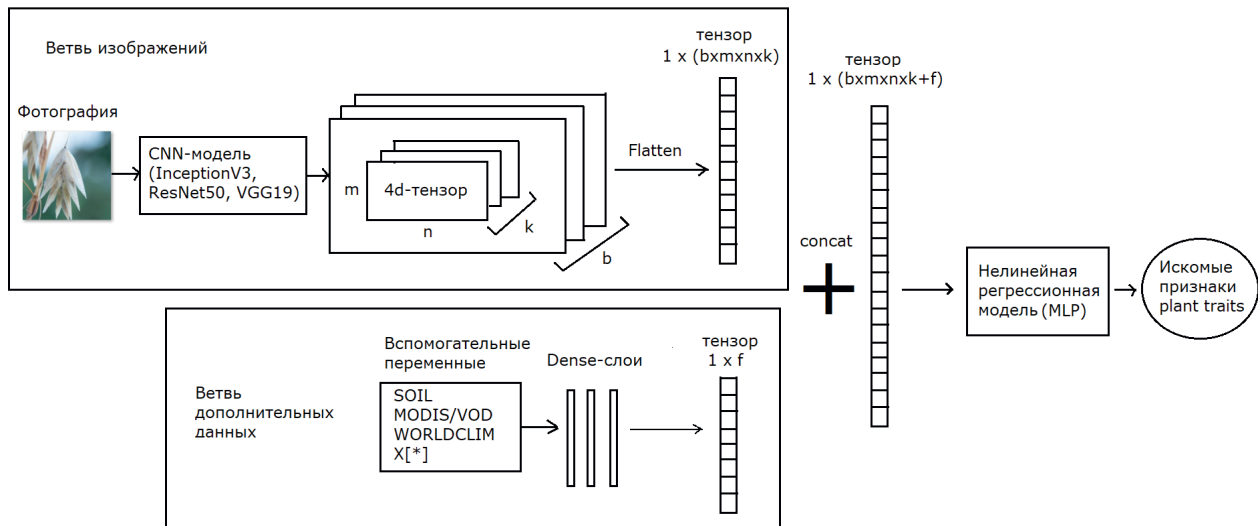 Ветвь изображений
Фотография
CNN-модель
(InceptionV3,
ResNet50, VGG19)
m
4d-тензор
n
k
b
Flatten
тензор
1 x (bxmxnxk)
тензор
1 x (bxmxnxk+f)
concat
Нелинейная
регрессионная
модель (MLP)
Искомые
признаки
plant traits
Ветвь
дополнительных
данных
Вспомогательные
переменные
SOIL
MODIS/VOD
WORLDCLIM
X[*]
Dense-слои
тензор
1 x f